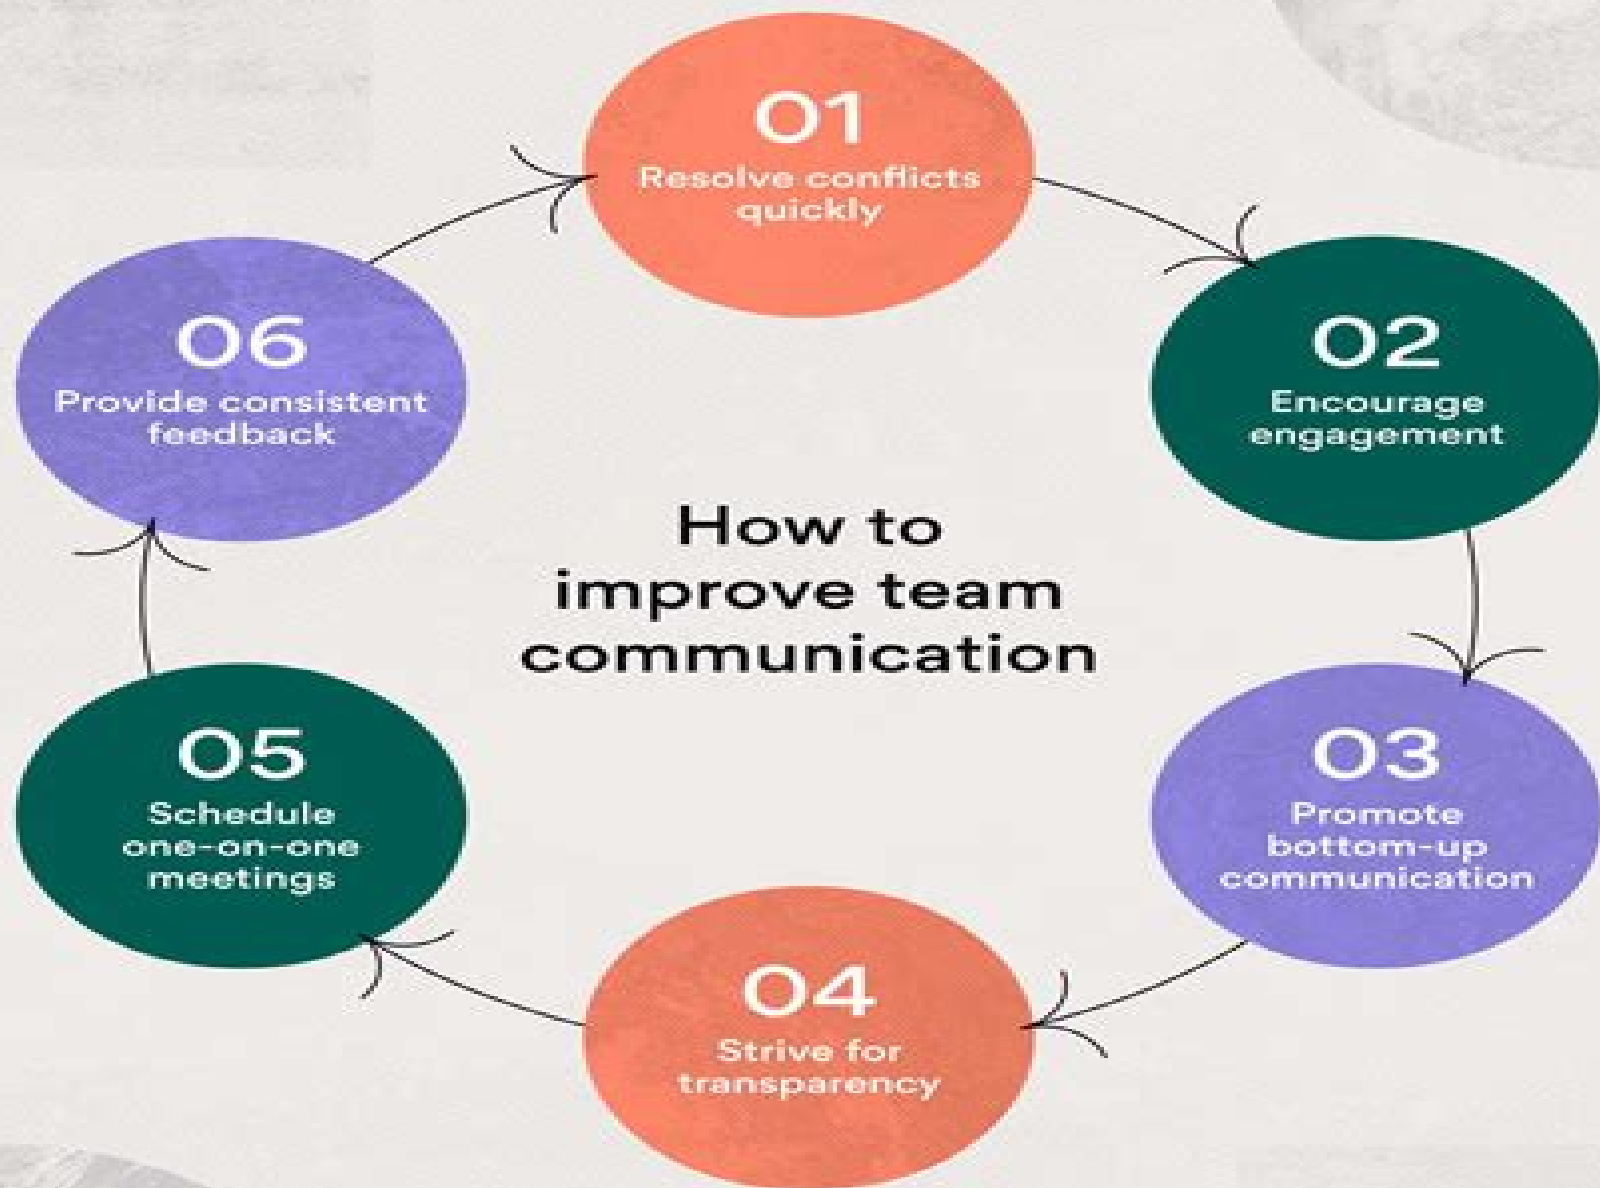 How to
improve team
communication
01
Resolve conflicts
quickly
02
Encourage
engagement
03
Promote
bottom-up
communication
04
Strive for
transparency
05
Schedule
one-on-one
meetings
06
Provide consistent
feedback